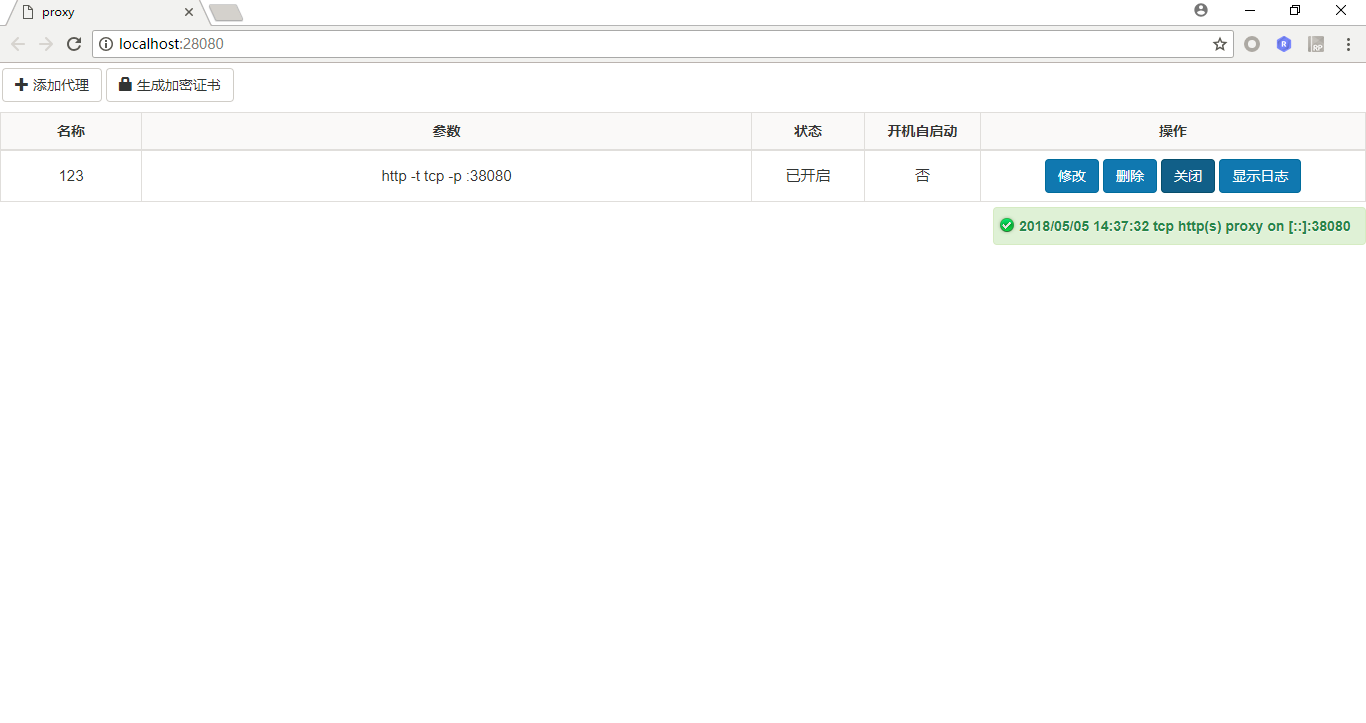 proxy
localhost:28080
添加代理 生成加密证书
名称 参数 状态 开机自启动 操作
123 http -t tcp -p :38080 已开启 否 修改 删除 关闭 显示日志
2018/05/05 14:37:32 tcp http(s) proxy on [::]:38080